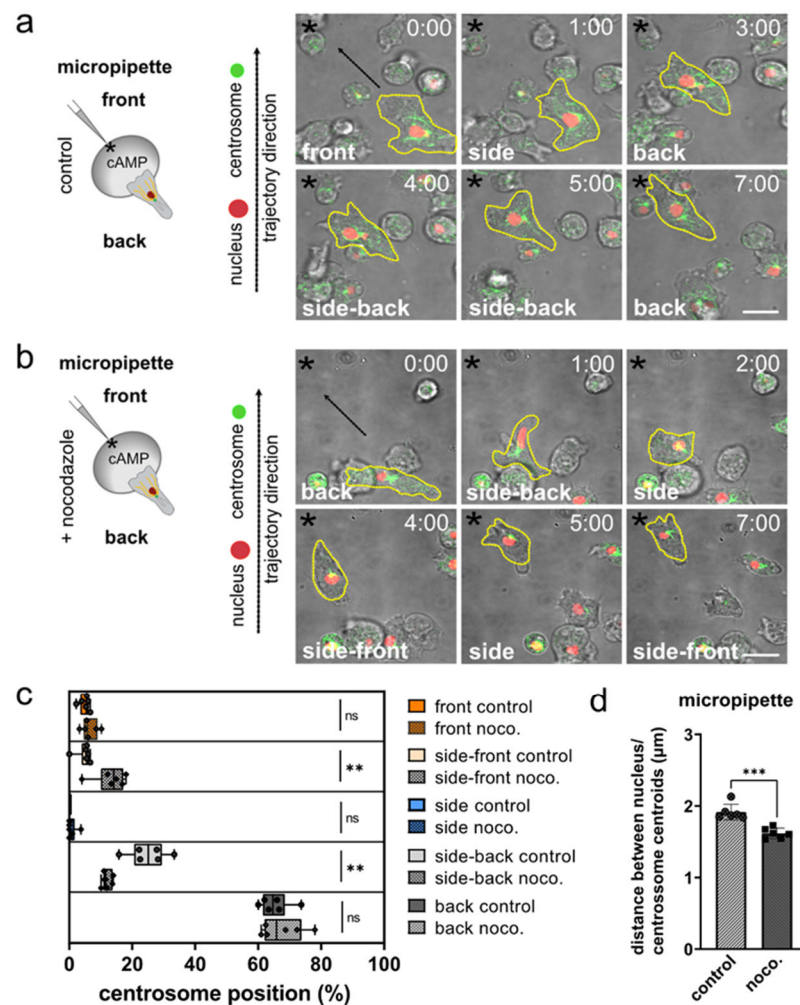 a
micropipette
front
control
cAMP
back
nucleus
centrosome
trajectory direction
* 0:00
front
* 1:00
side
* 3:00
back
* 4:00
side-back
* 5:00
side-back
* 7:00
back
b
micropipette
front
+ nocodazole
cAMP
back
nucleus
centrosome
trajectory direction
* 0:00
back
* 1:00
side-back
* 2:00
side
* 4:00
side-front
* 5:00
side
* 7:00
side-front
c
ns
**
ns
**
ns
0 20 40 60 80 100
centrosome position (%)
front control
front noco.
side-front control
side-front noco.
side control
side noco.
side-back control
side-back noco.
back control
back noco.
d
micropipette
distance between nucleus/
centrossome centroids (µm)
3
2
1
0
***
control
noco.